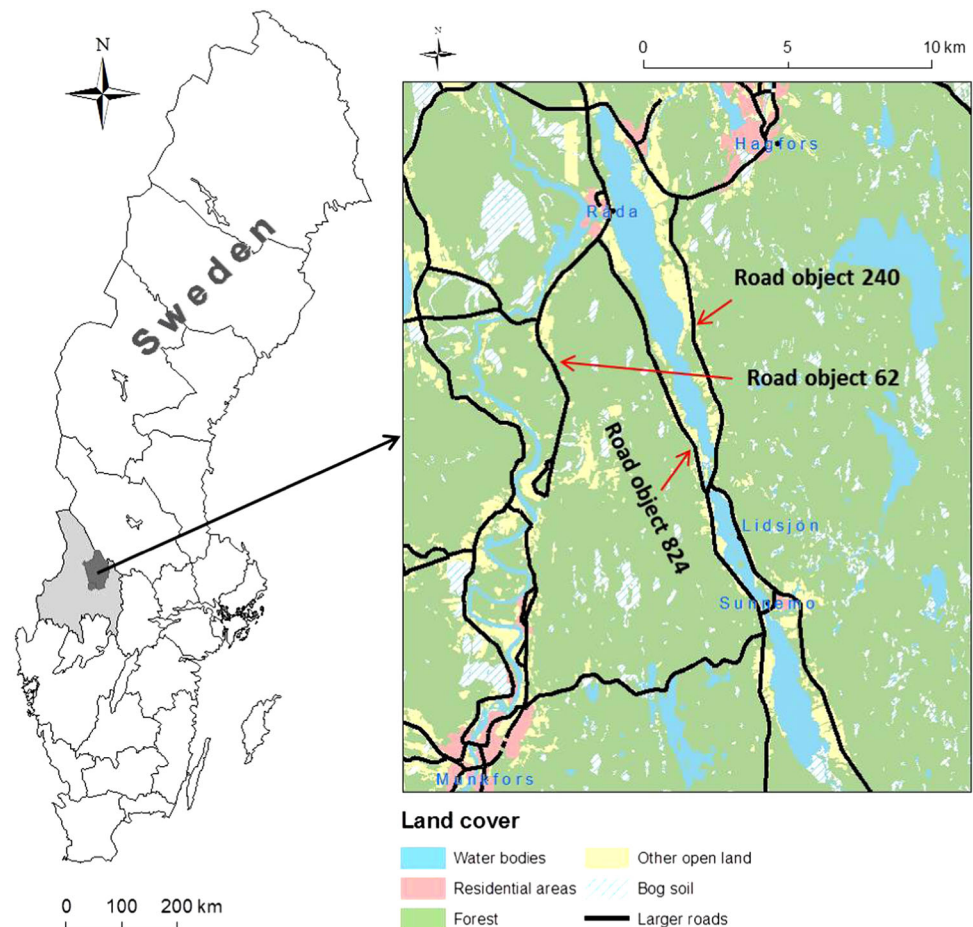 N
Sweden
0 100 200 km
N
0 5 10 km
Hagfors
Rada
Road object 240
Road object 62
Road object 824
Lidsjön
Sunnemo
Munkfors
Land cover
Water bodies
Other open land
Residential areas
Bog soil
Forest
Larger roads